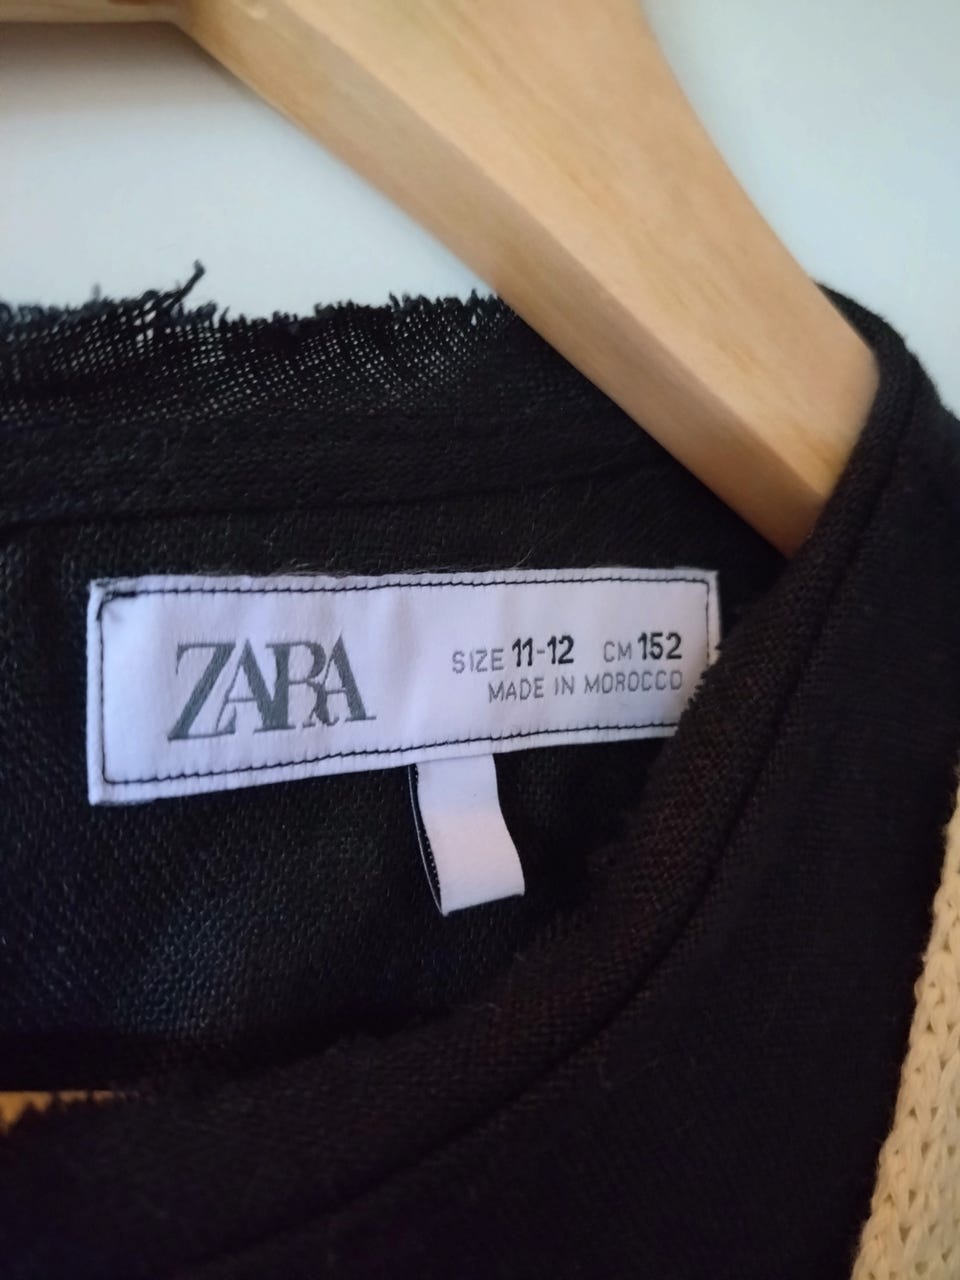 ZARA
SIZE 11-12 CM 152
MADE IN MOROCCO